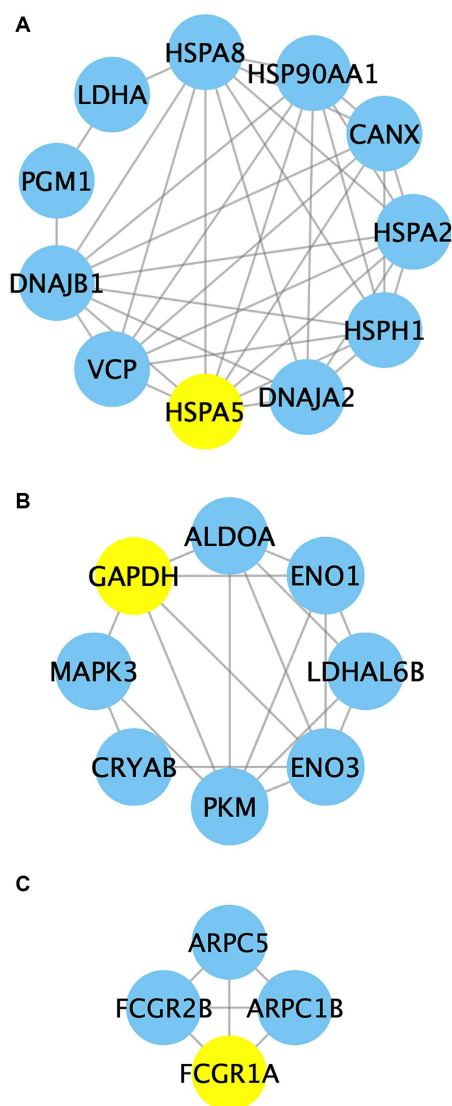 A
HSPA8
HSP90AA1
LDHA
CANX
PGM1
HSPA2
DNAJB1
HSPH1
VCP
HSPA5
DNAJA2
B
ALDOA
GAPDH
ENO1
MAPK3
LDHAL6B
CRYAB
ENO3
PKM
C
ARPC5
FCGR2B
ARPC1B
FCGR1A